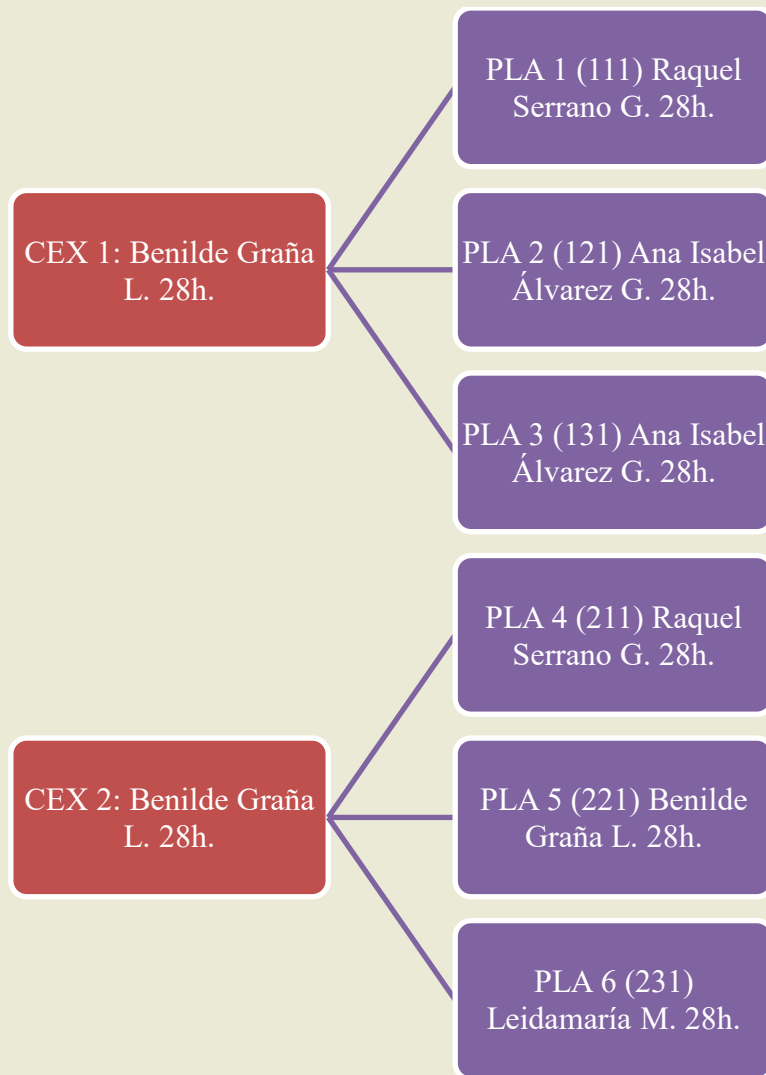 CEX 1: Benilde Graña
L. 28h.
PLA 1 (111) Raquel
Serrano G. 28h.
PLA 2 (121) Ana Isabel
Álvarez G. 28h.
PLA 3 (131) Ana Isabel
Álvarez G. 28h.
CEX 2: Benilde Graña
L. 28h.
PLA 4 (211) Raquel
Serrano G. 28h.
PLA 5 (221) Benilde
Graña L. 28h.
PLA 6 (231)
Leidamaría M. 28h.